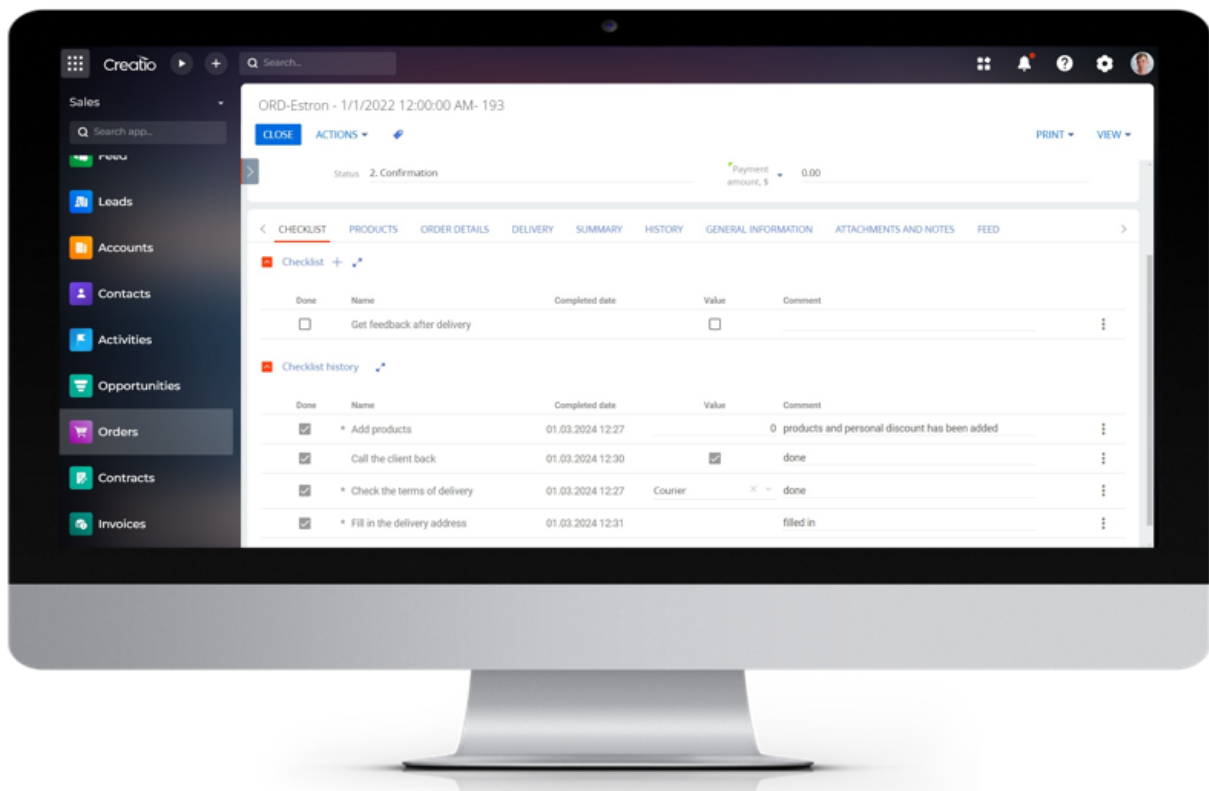 Creatio
Search...
Sales
Search app...
Feed
Leads
Accounts
Contacts
Activities
Opportunities
Orders
Contracts
Invoices
ORD-Estron - 1/1/2022 12:00:00 AM- 193
CLOSE ACTIONS PRINT VIEW
Status 2. Confirmation Payment amount, $ 0.00
CHECKLIST PRODUCTS ORDER DETAILS DELIVERY SUMMARY HISTORY GENERAL INFORMATION ATTACHMENTS AND NOTES FEED
Checklist
Done Name Completed date Value Comment
Get feedback after delivery
Checklist history
Done Name Completed date Value Comment
* Add products 01.03.2024 12:27 0 products and personal discount has been added
Call the client back 01.03.2024 12:30 done
* Check the terms of delivery 01.03.2024 12:27 Courier done
* Fill in the delivery address 01.03.2024 12:31 filled in